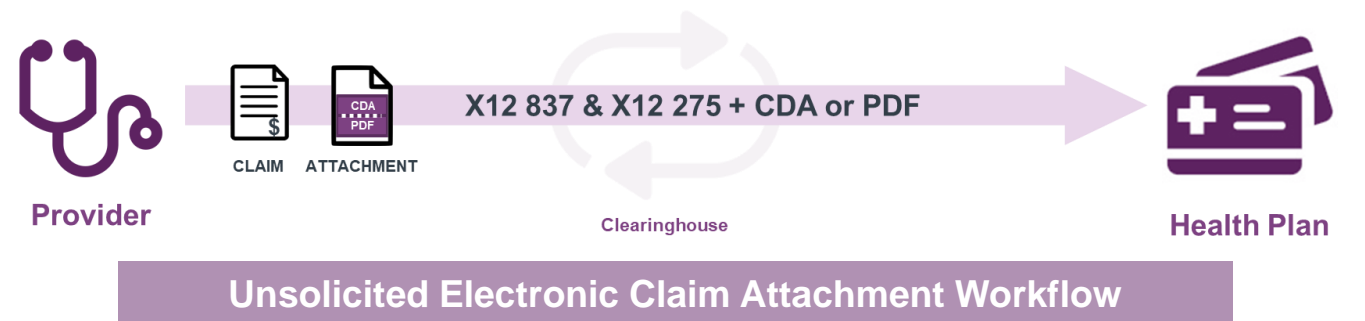 X12 837 & X12 275 + CDA or PDF
$
CDA
PDF
CLAIM
ATTACHMENT
Provider
Clearinghouse
Health Plan
Unsolicited Electronic Claim Attachment Workflow